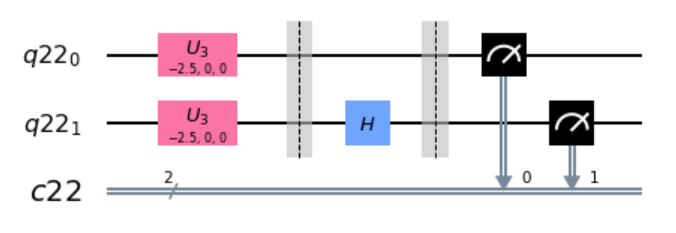 q22₀ U₃
−2.5, 0, 0
q22₁ U₃
−2.5, 0, 0
H
c22 2 0 1